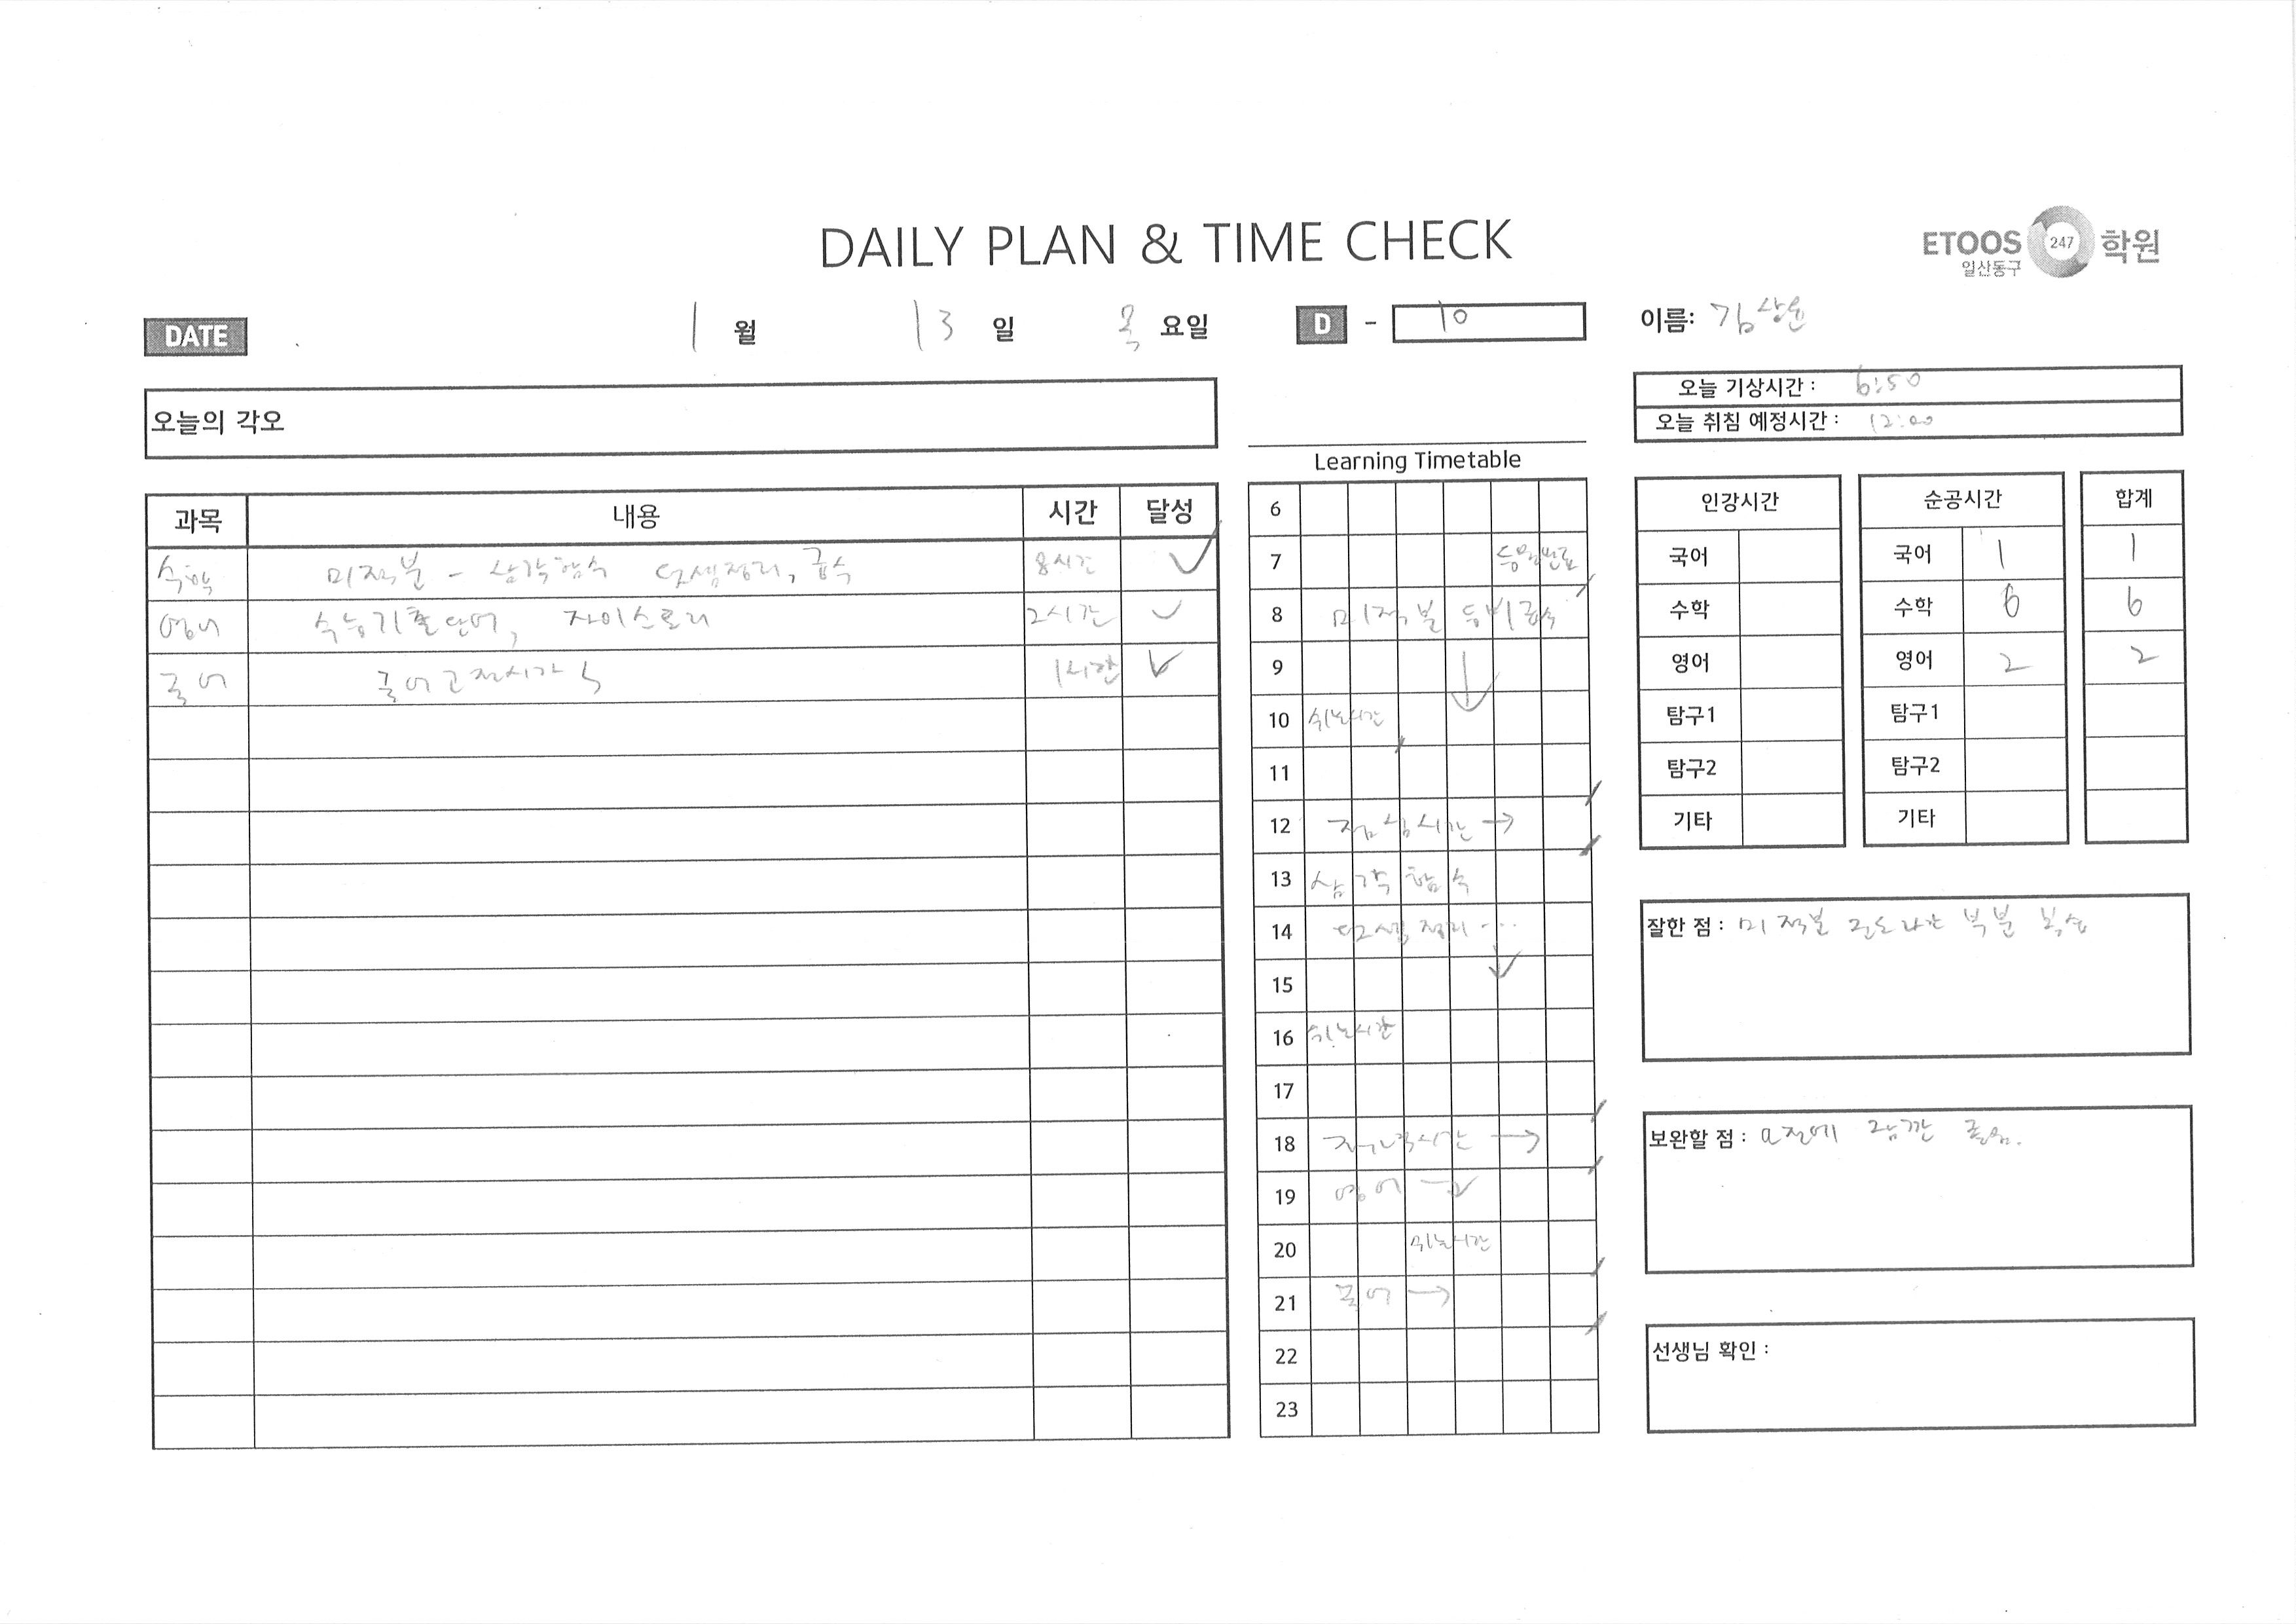 DAILY PLAN & TIME CHECK
ETOOS 247 학원
일산동구
DATE 1 월 13 일 목 요일 D - 10 이름: 김상윤
오늘의 각오
오늘 기상시간 : 6:50
오늘 취침 예정시간 : 12:00
과목 내용 시간 달성
수학 미적분 - 삼각함수 덧셈정리, 급수 8시간
영어 수능기출단어, 자이스토리 2시간
국어 국어고전시가 1시간
Learning Timetable
6
7 등원완료
8 미적분 등비급수
9
10 쉬는시간
11
12 점심시간 →
13 삼각함수
14 덧셈정리 ...
15
16 쉬는시간
17
18 저녁시간 →
19 영어 →
20 쉬는시간
21 국어 →
22
23
인강시간
국어
수학
영어
탐구1
탐구2
기타
순공시간
국어 1
수학 6
영어 2
탐구1
탐구2
기타
합계
1
6
2
잘한 점 : 미적분 진도나간 부분 복습
보완할 점 : 오전에 잠깐 졸음.
선생님 확인 :